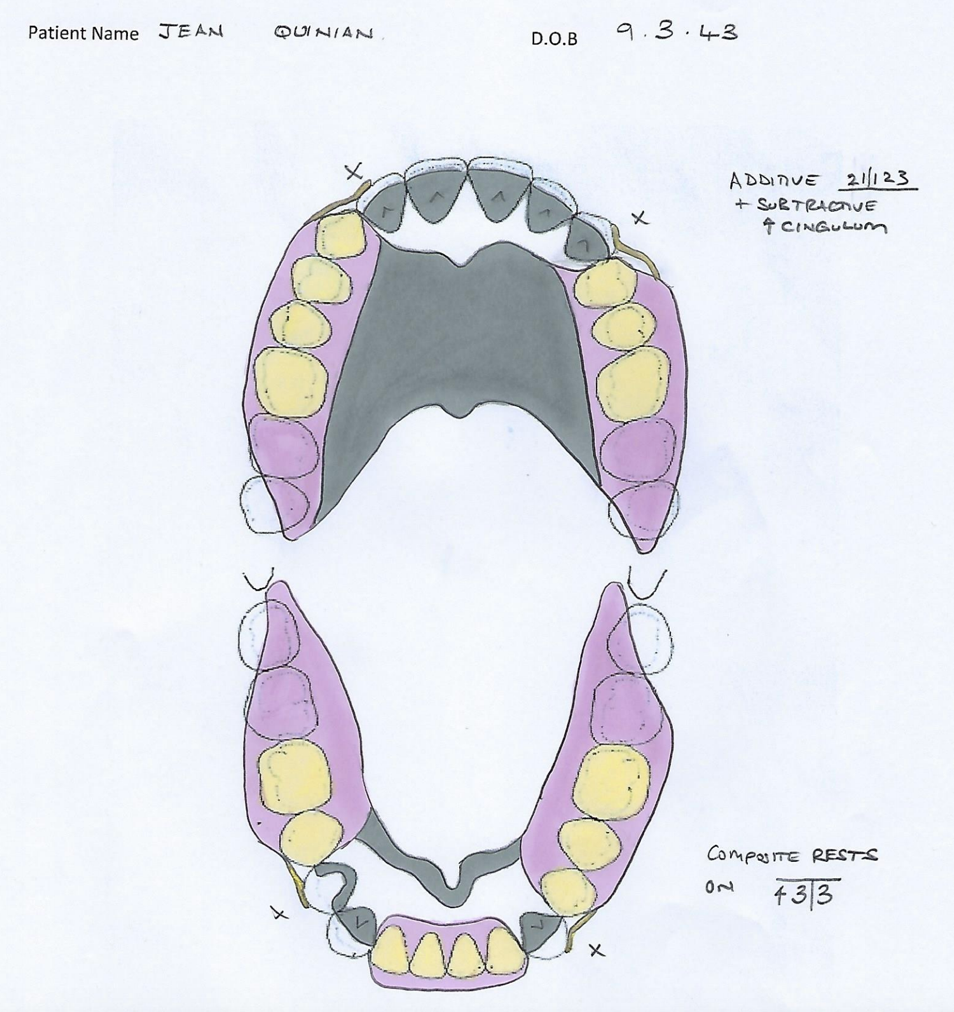 Patient Name JEAN QUINIAN. D.O.B 9.3.43
X
X
ADDITIVE 21/123
+ SUBTRACTIVE
↑ CINGULUM
COMPOSITE RESTS
ON 43/3
X
X